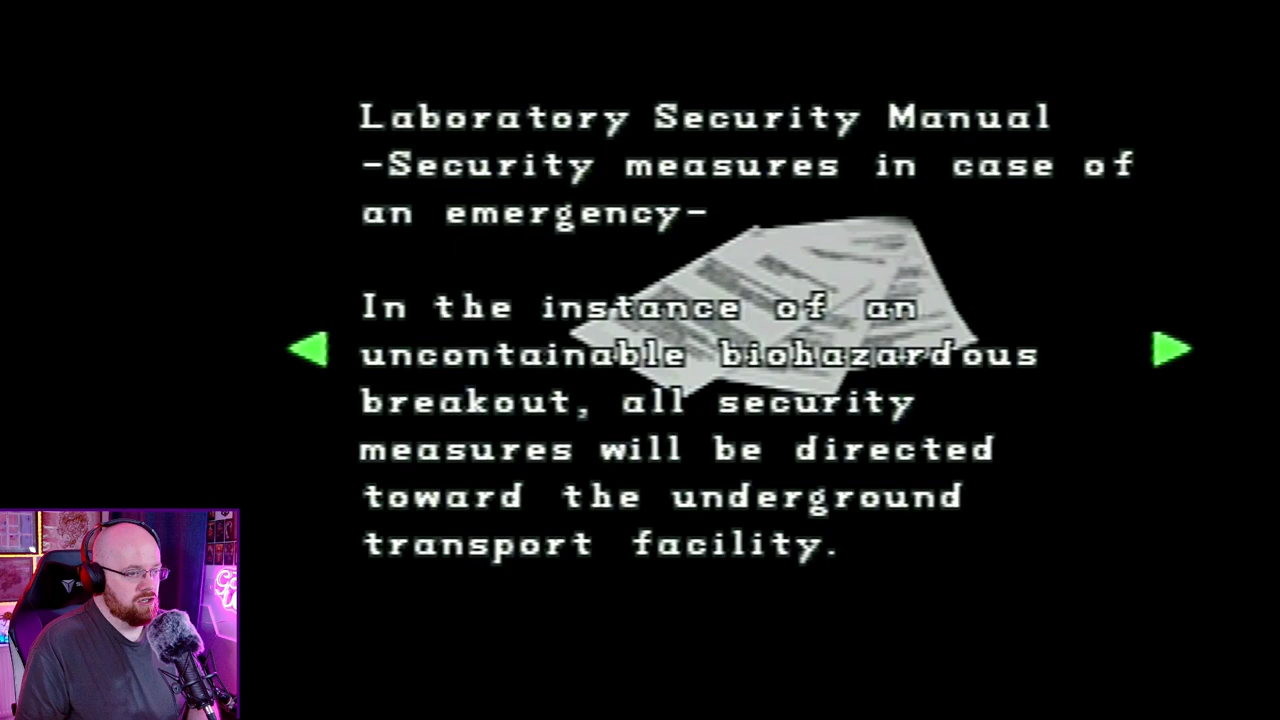 Laboratory Security Manual
-Security measures in case of
an emergency-
In the instance of an
uncontainable biohazardous
breakout, all security
measures will be directed
toward the underground
transport facility.